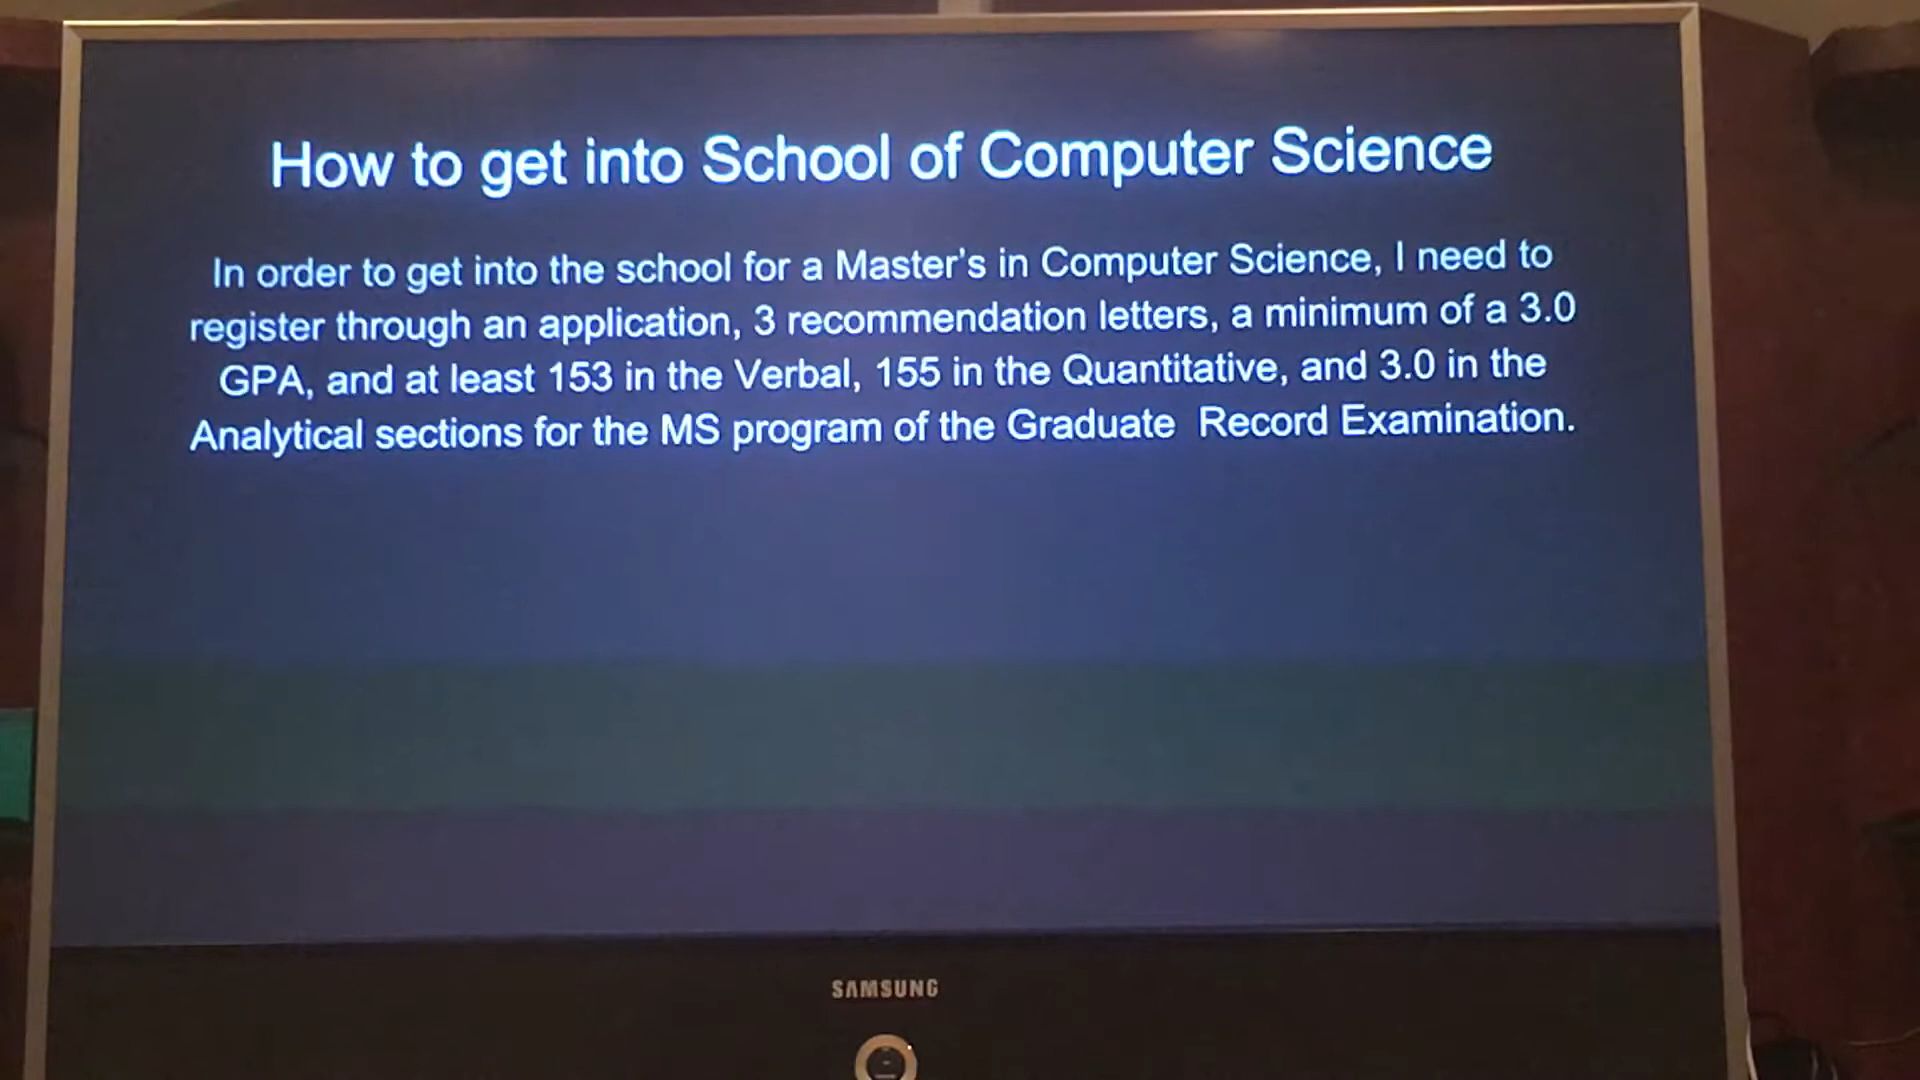 How to get into School of Computer Science
In order to get into the school for a Master's in Computer Science, I need to
register through an application, 3 recommendation letters, a minimum of a 3.0
GPA, and at least 153 in the Verbal, 155 in the Quantitative, and 3.0 in the
Analytical sections for the MS program of the Graduate  Record Examination.
SAMSUNG